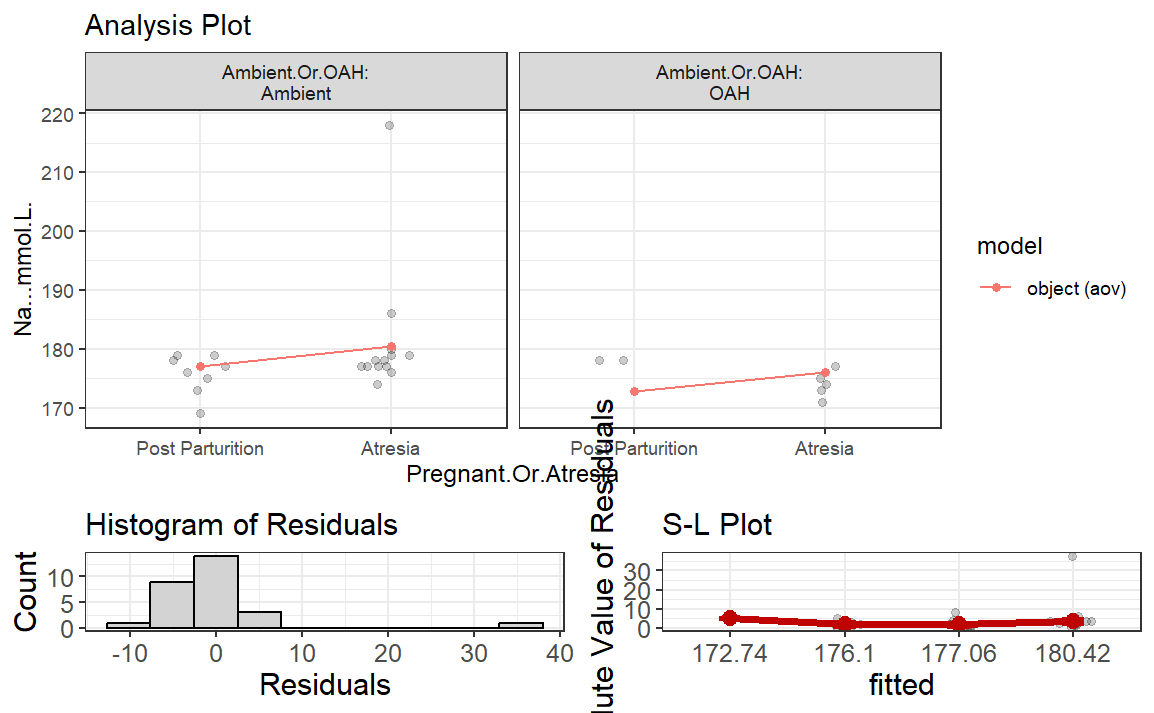 Analysis Plot
Ambient.Or.OAH:
Ambient
Ambient.Or.OAH:
OAH
220
210
200
190
180
170
Na...mmol.L.
Post Parturition
Atresia
Post Parturition
Atresia
Pregnant.Or.Atresia
model
object (aov)
Histogram of Residuals
Count
10
5
0
-10
0
10
20
30
40
Residuals
S-L Plot
lute Value of Residuals
30
20
10
0
172.74
176.1
177.06
180.42
fitted